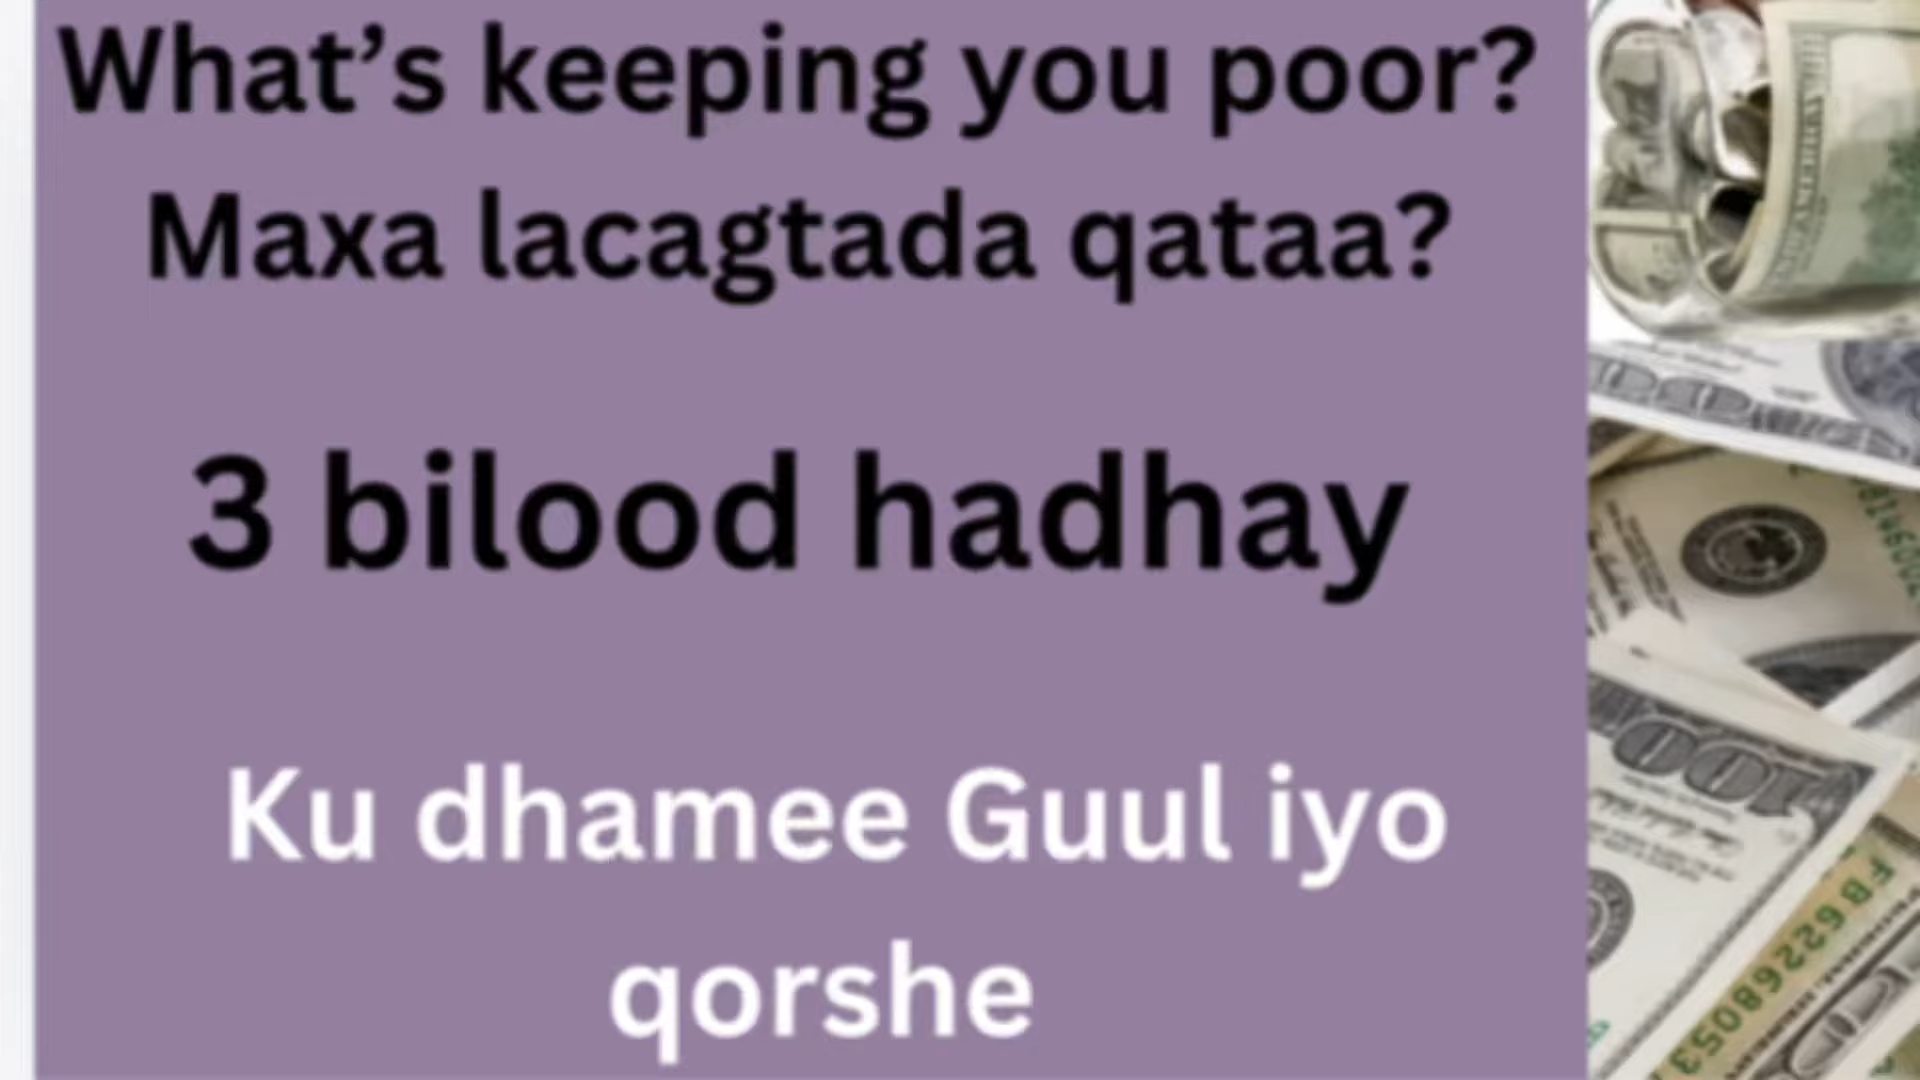 What's keeping you poor?
Maxa lacagtada qataa?
3 bilood hadhay
Ku dhamee Guul iyo
qorshe